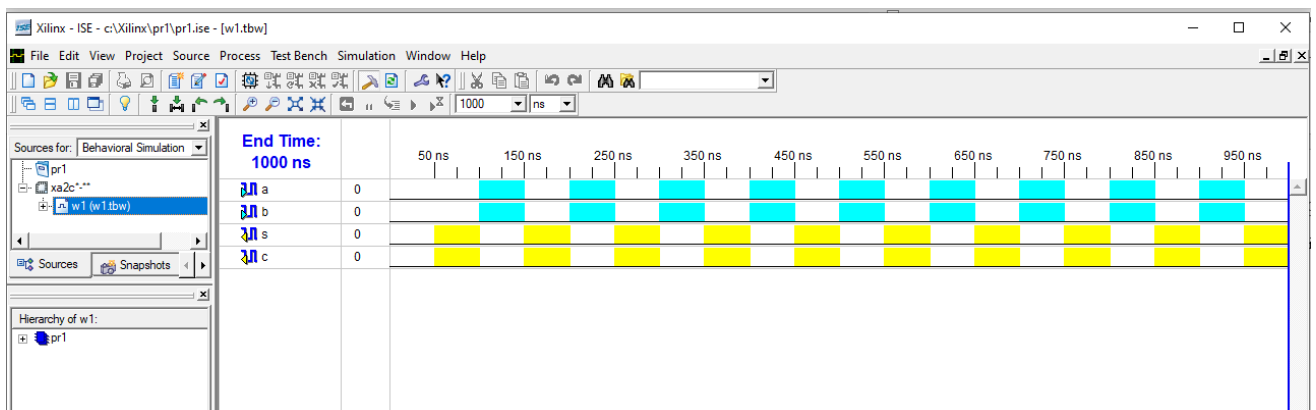 Xilinx - ISE - c:\Xilinx\pr1\pr1.ise - [w1.tbw]
File Edit View Project Source Process Test Bench Simulation Window Help
1000 ns
Sources for: Behavioral Simulation
pr1
xa2c*-**
w1 (w1.tbw)
Sources Snapshots
Hierarchy of w1:
pr1
End Time:
1000 ns
50 ns 150 ns 250 ns 350 ns 450 ns 550 ns 650 ns 750 ns 850 ns 950 ns
a 0
b 0
s 0
c 0